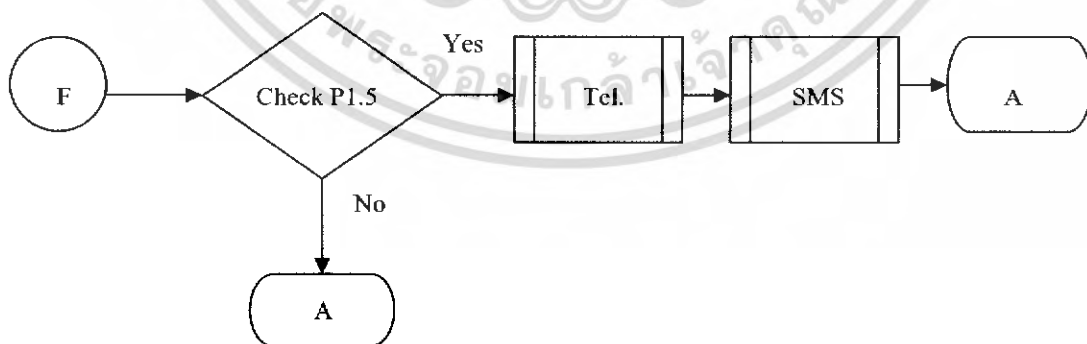 F
Check P1.5
Yes
Tel.
SMS
A
No
A